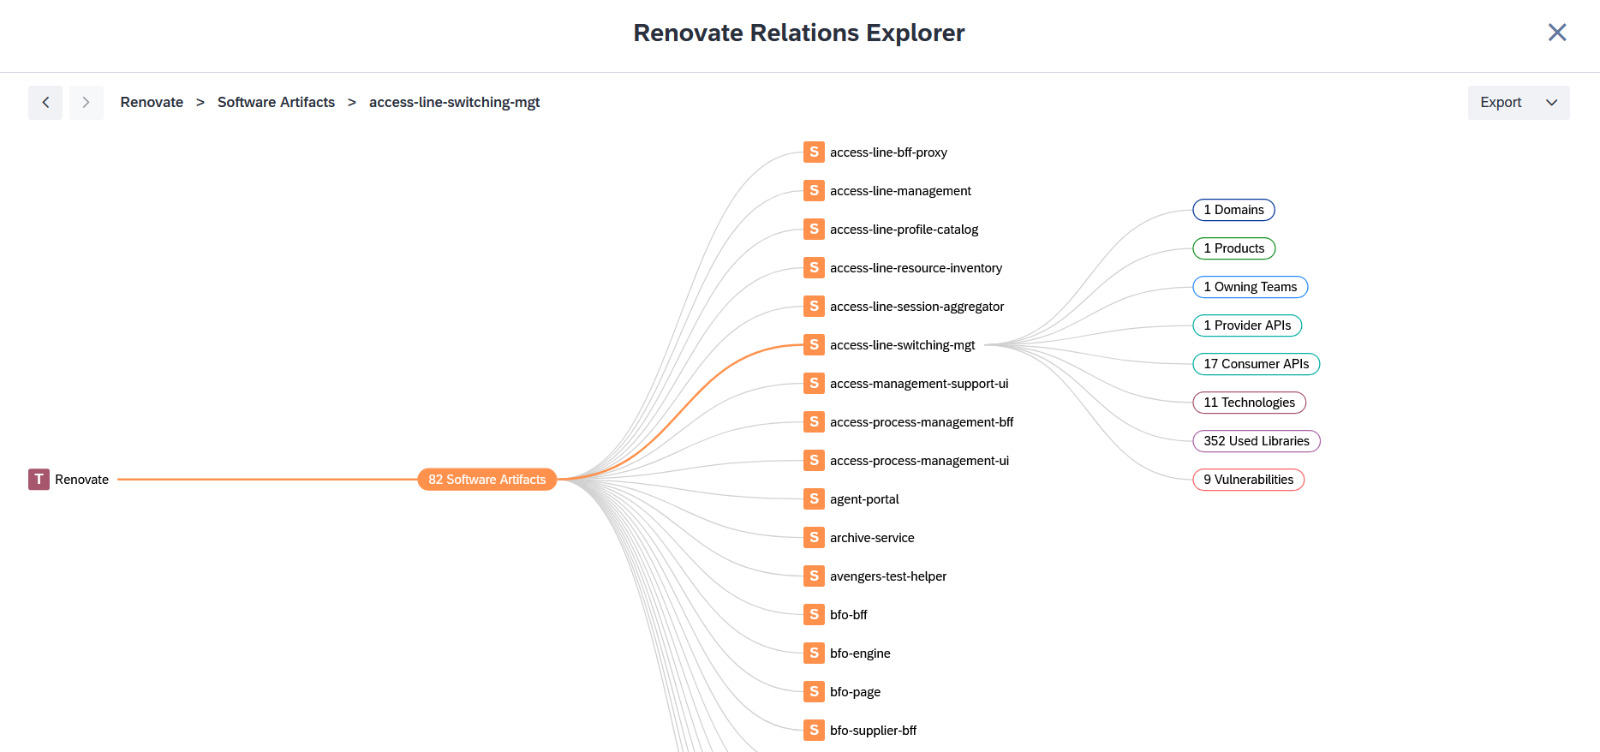 Renovate Relations Explorer
Renovate > Software Artifacts > access-line-switching-mgt
Export
T Renovate
82 Software Artifacts
S access-line-bff-proxy
S access-line-management
S access-line-profile-catalog
S access-line-resource-inventory
S access-line-session-aggregator
S access-line-switching-mgt
S access-management-support-ui
S access-process-management-bff
S access-process-management-ui
S agent-portal
S archive-service
S avengers-test-helper
S bfo-bff
S bfo-engine
S bfo-page
S bfo-supplier-bff
1 Domains
1 Products
1 Owning Teams
1 Provider APIs
17 Consumer APIs
11 Technologies
352 Used Libraries
9 Vulnerabilities